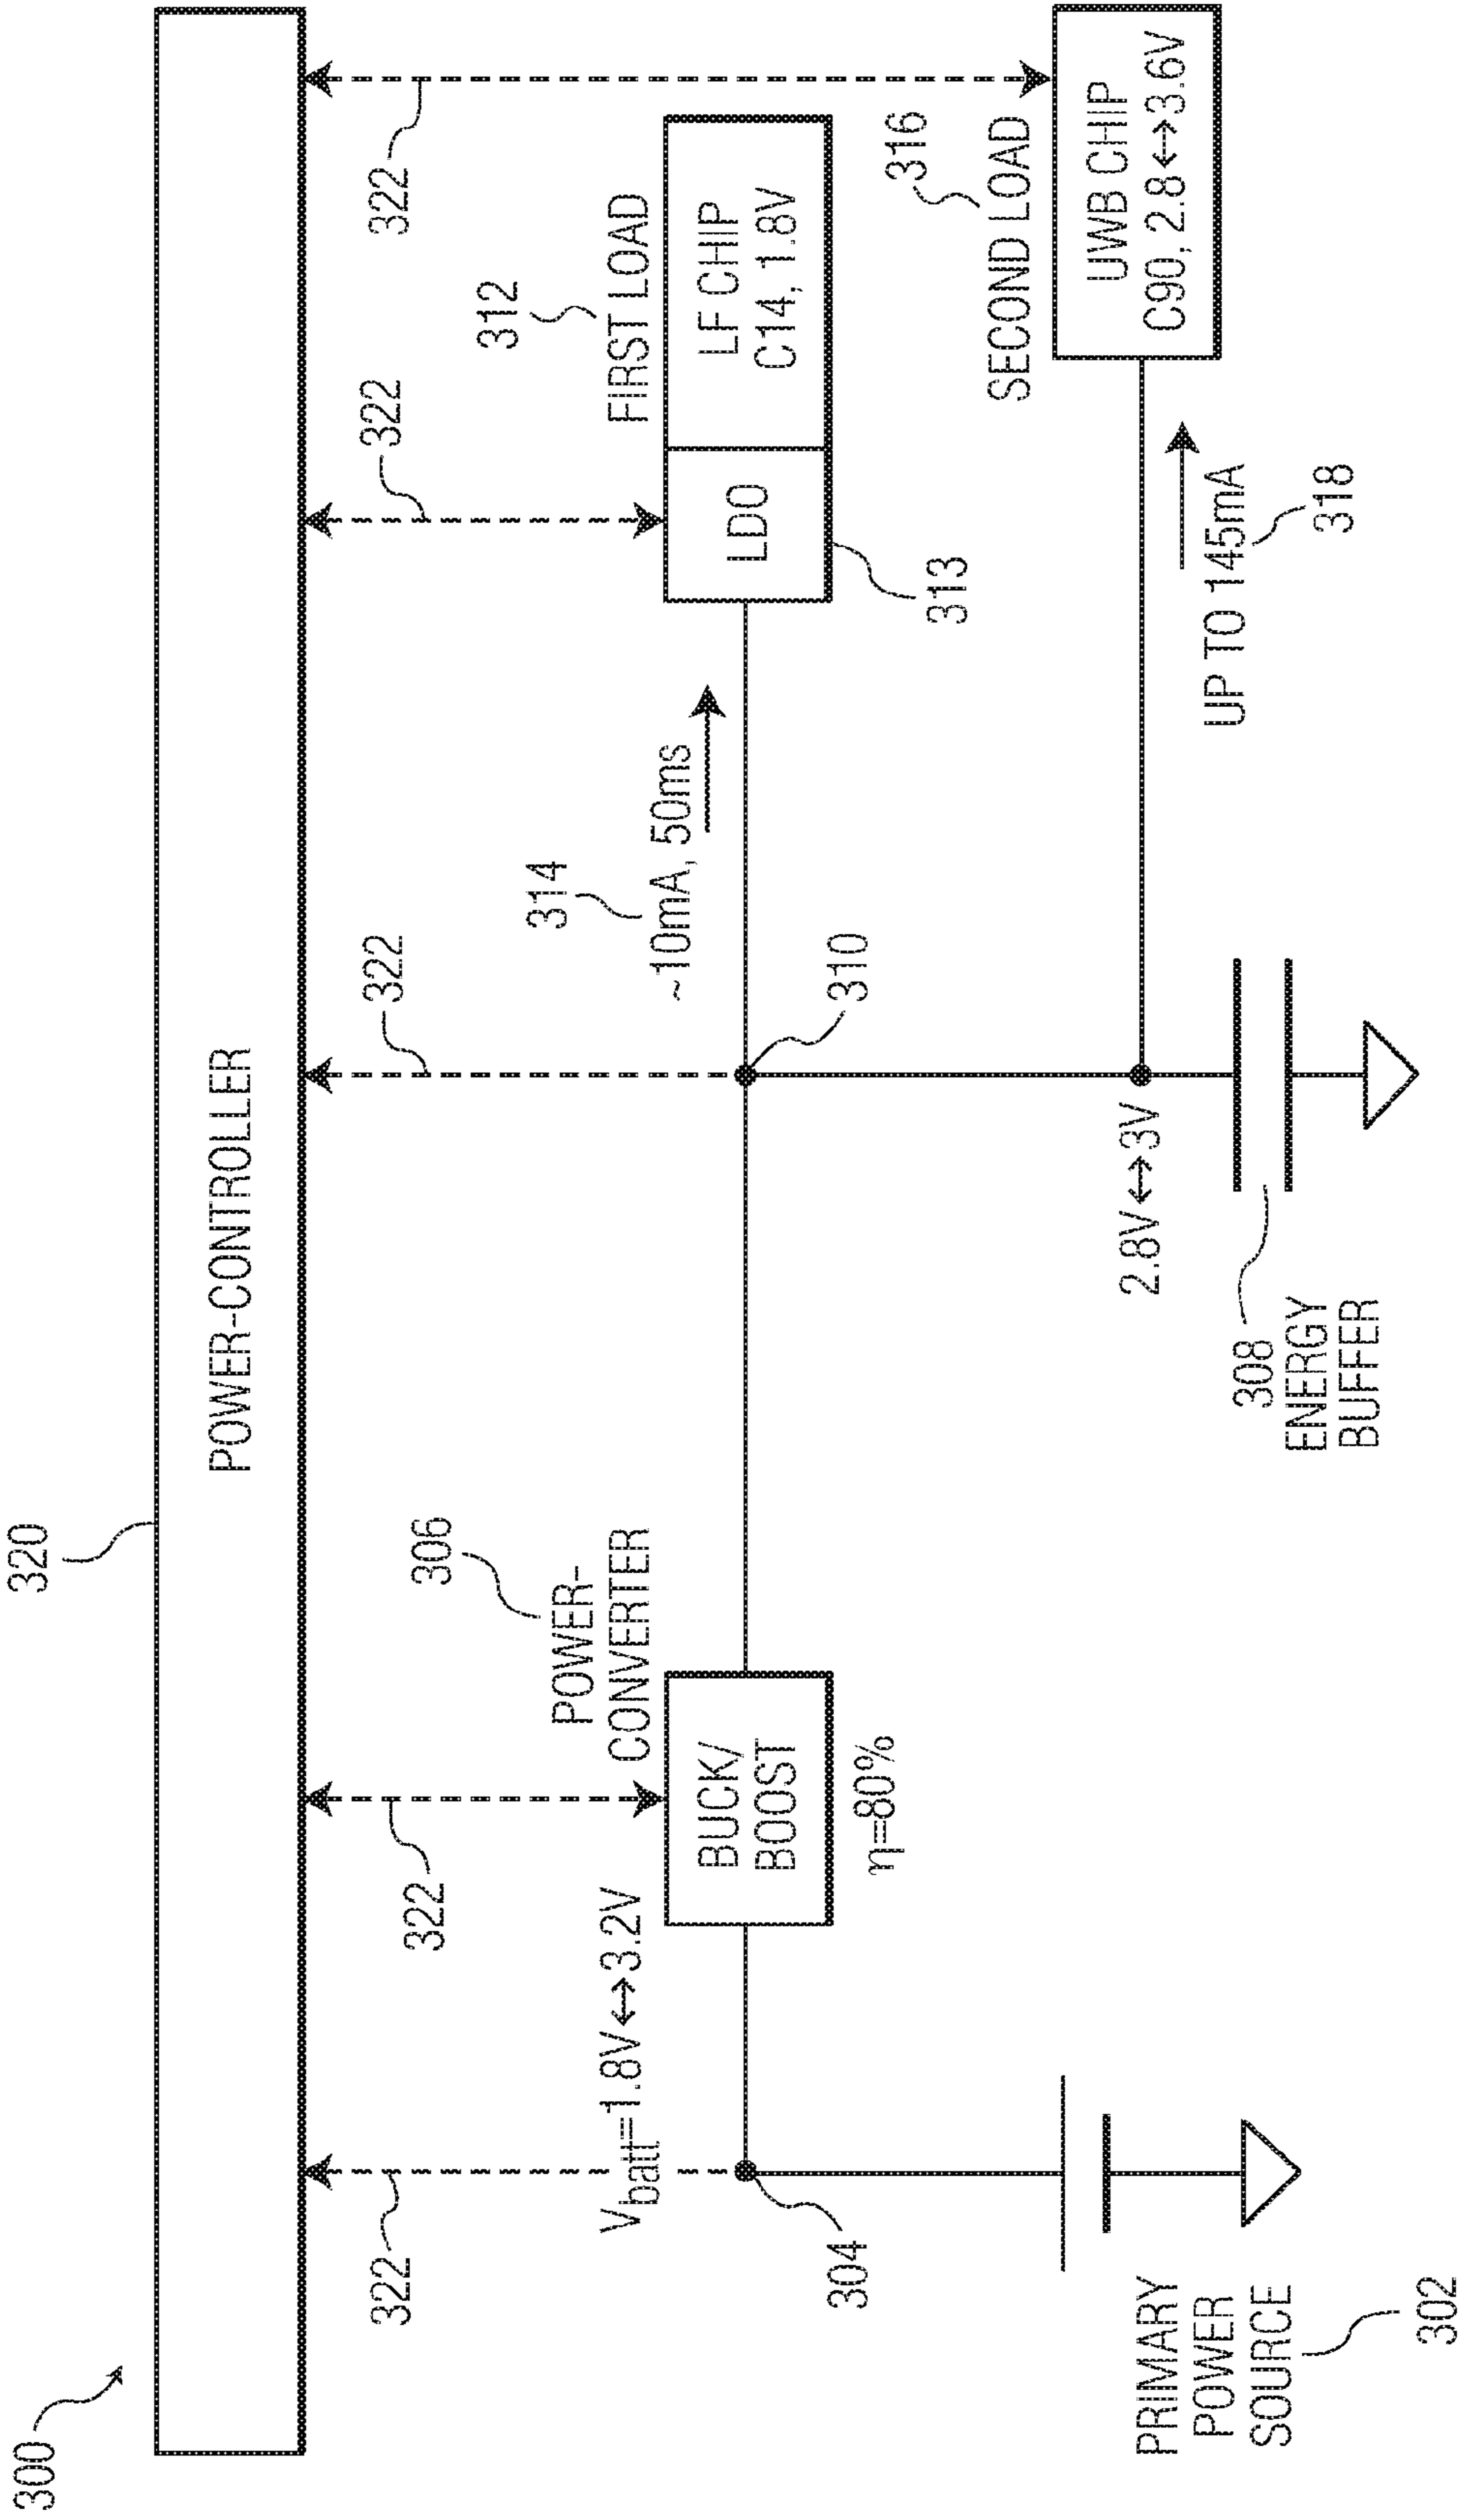 300
320
POWER-CONTROLLER
322
322
322
322
322
V_batt=1.8V↔3.2V
304
PRIMARY
POWER
SOURCE
302
306
POWER-
CONVERTER
BUCK/
BOOST
η=80%
314
~10mA, 50ms
310
2.8V↔3V
308
ENERGY
BUFFER
312
FIRST LOAD
LDO
LF CHIP
C14, 1.8V
313
316
SECOND LOAD
UWB CHIP
C90, 2.8↔3.6V
UP TO 145mA
318